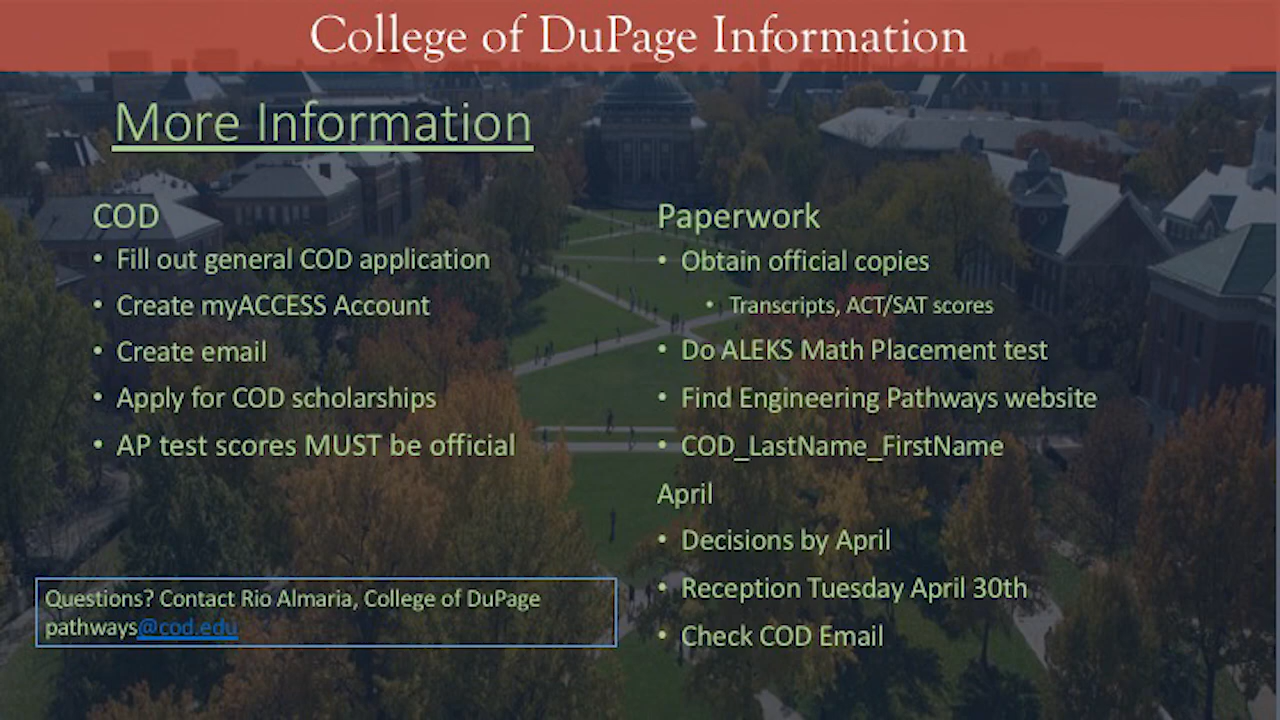 College of DuPage Information
More Information
COD
• Fill out general COD application
• Create myACCESS Account
• Create email
• Apply for COD scholarships
• AP test scores MUST be official
Questions? Contact Rio Almaria, College of DuPage
pathways@cod.edu
Paperwork
• Obtain official copies
• Transcripts, ACT/SAT scores
• Do ALEKS Math Placement test
• Find Engineering Pathways website
• COD_LastName_FirstName
April
• Decisions by April
• Reception Tuesday April 30th
• Check COD Email